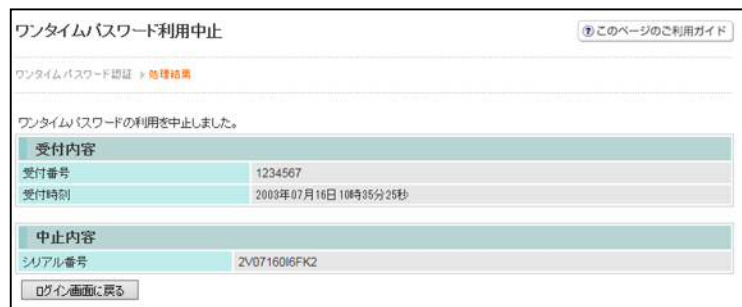 ワンタイムパスワード利用中止
?このページのご利用ガイド
ワンタイムパスワード認証 > 処理結果
ワンタイムパスワードの利用を中止しました。
受付内容
受付番号 1234567
受付時刻 2003年07月16日10時35分25秒
中止内容
シリアル番号 2V07160I6FK2
ログイン画面に戻る